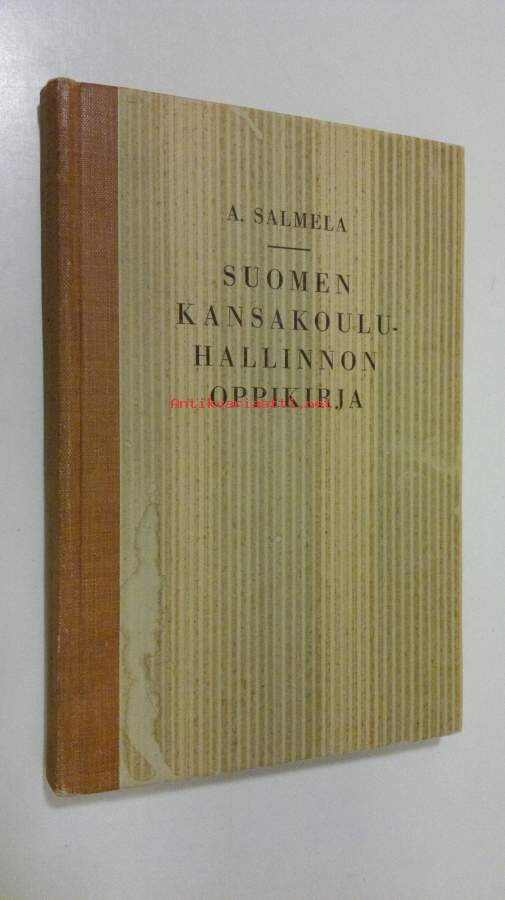 A. SALMELA
SUOMEN
KANSAKOULU-
HALLINNON
OPPIKIRJA
Antikvariaatti.net